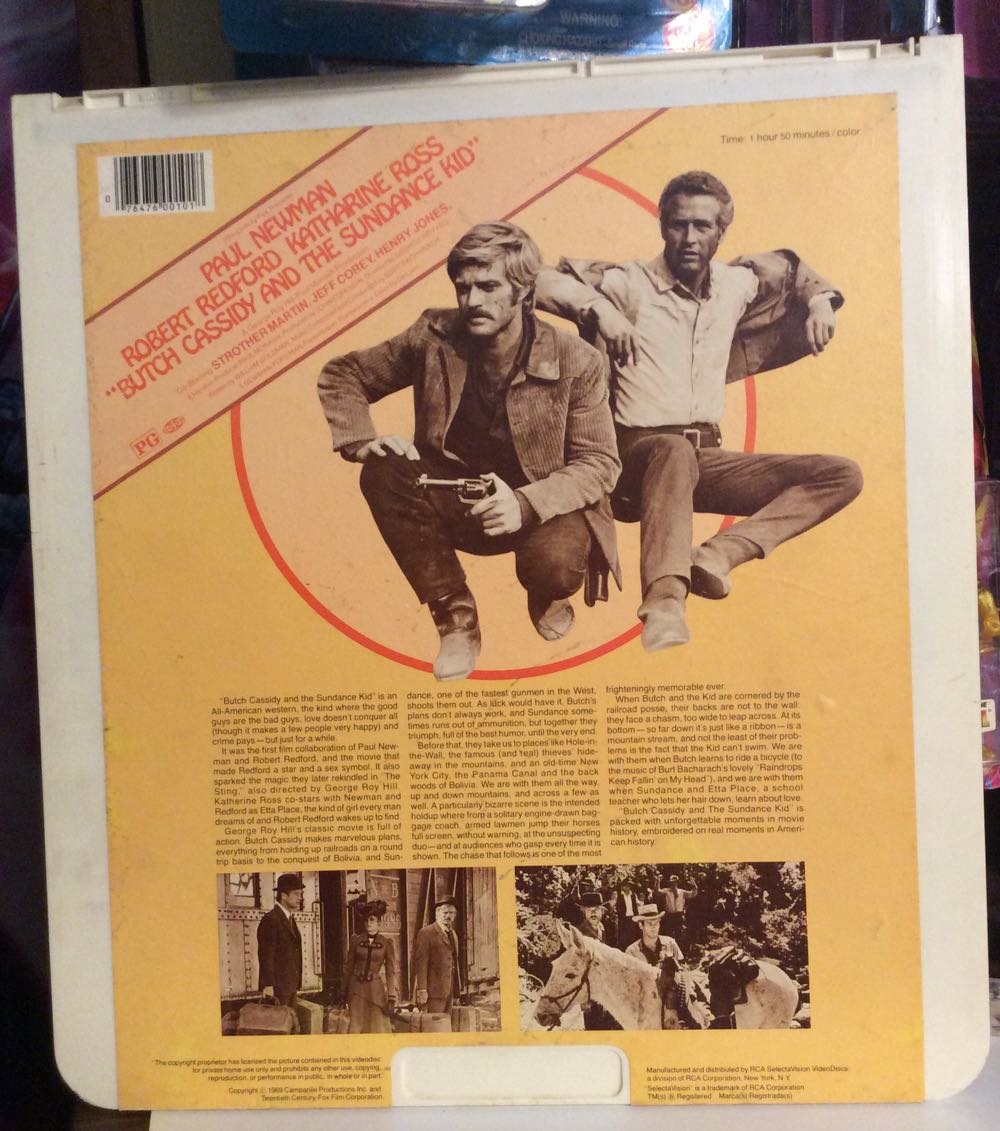 WARNING:
CHOKING HAZARD
Time: 1 hour 50 minutes/color
0 76476 00101
PAUL NEWMAN
ROBERT REDFORD KATHARINE ROSS
"BUTCH CASSIDY AND THE SUNDANCE KID"
STROTHER MARTIN, JEFF COREY, HENRY JONES
PG
"Butch Cassidy and the Sundance Kid" is an
All-American western, the kind where the good
guys are the bad guys, love doesn't conquer all
(though it makes a few people very happy) and
crime pays—but just for a while.
It was the first film collaboration of Paul New-
man and Robert Redford, and the movie that
made Redford a star and a sex symbol. It also
sparked the magic they later rekindled in "The
Sting," also directed by George Roy Hill.
Katherine Ross co-stars with Newman and
Redford as Etta Place, the kind of girl every man
dreams of and Robert Redford wakes up to find.
George Roy Hill's classic movie is full of
action. Butch Cassidy makes marvelous plans,
everything from holding up railroads on a round
trip basis to the conquest of Bolivia, and Sun-
dance, one of the fastest gunmen in the West,
shoots them out. As luck would have it, Butch's
plans don't always work, and Sundance some-
times runs out of ammunition, but together they
triumph, full of the best humor, until the very end.
Before that, they take us to places like Hole-in-
the-Wall, the famous (and real) thieves' hide-
away in the mountains, and an old-time New
York City, the Panama Canal and the back
woods of Bolivia. We are with them all the way,
up and down mountains, and across a few as
well. A particularly bizarre scene is the intended
holdup where from a solitary engine-drawn bag-
gage coach, armed lawmen jump their horses
full screen, without warning, at the unsuspecting
duo—and at audiences who gasp every time it is
shown. The chase that follows is one of the most
frighteningly memorable ever.
When Butch and the Kid are cornered by the
railroad posse, their backs are not to the wall:
they face a chasm, too wide to leap across. At its
bottom—so far down it's just like a ribbon—is a
mountain stream, and not the least of their prob-
lems is the fact that the Kid can't swim. We are
with them when Butch learns to ride a bicycle (to
the music of Burt Bacharach's lovely "Raindrops
Keep Fallin' on My Head"), and we are with them
when Sundance and Etta Place, a school
teacher who lets her hair down, learn about love.
"Butch Cassidy and The Sundance Kid" is
packed with unforgettable moments in movie
history, embroidered on real moments in Ameri-
can history.
"The copyright proprietor has licensed the picture contained in this videodisc
for private home use only and prohibits any other use, copying,
reproduction, or performance in public, in whole or in part."
Copyright © 1969 Campanile Productions Inc. and
Twentieth Century Fox Film Corporation
Manufactured and distributed by RCA SelectaVision VideoDiscs
a division of RCA Corporation, New York, N.Y.
"SelectaVision" is a trademark of RCA Corporation
TM(s) ® Registered Marca(s) Registrada(s)